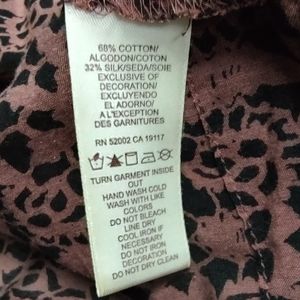 68% COTTON/
ALGODON/COTON
32% SILK/SEDA/SOIE
EXCLUSIVE OF
DECORATION/
EXCLUYENDO
EL ADORNO/
A L'EXCEPTION
DES GARNITURES
RN 52002 CA 19117
TURN GARMENT INSIDE
OUT
HAND WASH COLD
WASH WITH LIKE
COLORS
DO NOT BLEACH
LINE DRY
COOL IRON IF
NECESSARY
DO NOT IRON
DECORATION
DO NOT DRY CLEAN